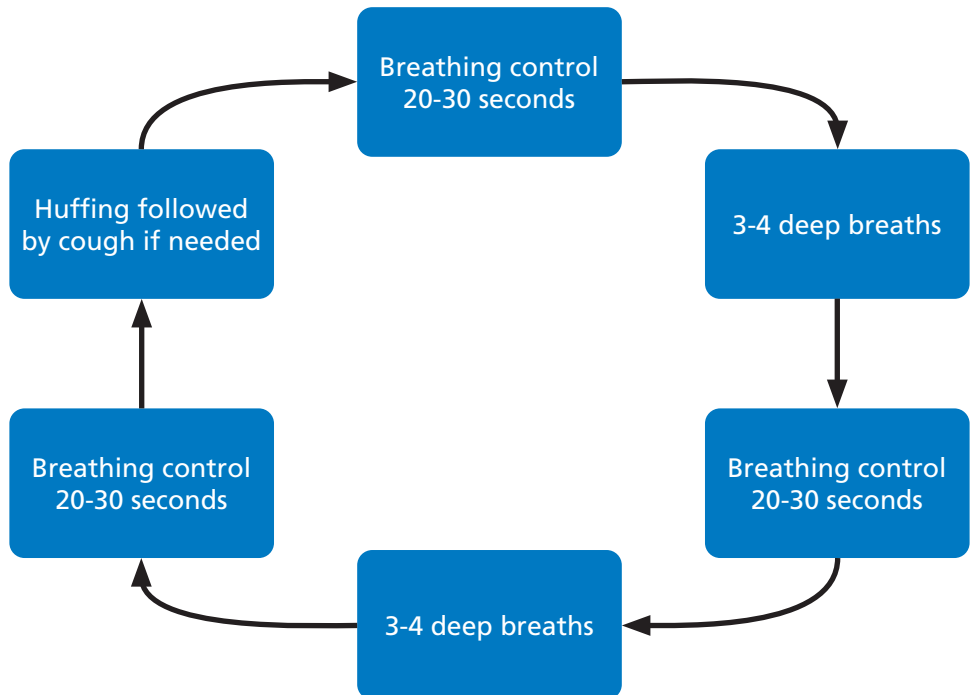 Breathing control
20-30 seconds
3-4 deep breaths
Breathing control
20-30 seconds
3-4 deep breaths
Breathing control
20-30 seconds
Huffing followed
by cough if needed